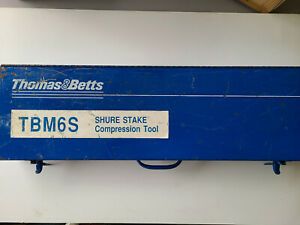 Thomas&Betts
TBM6S
SHURE STAKE
Compression Tool